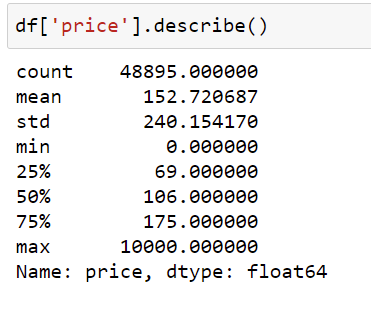 df['price'].describe()
count    48895.000000
mean       152.720687
std        240.154170
min          0.000000
25%         69.000000
50%        106.000000
75%        175.000000
max      10000.000000
Name: price, dtype: float64